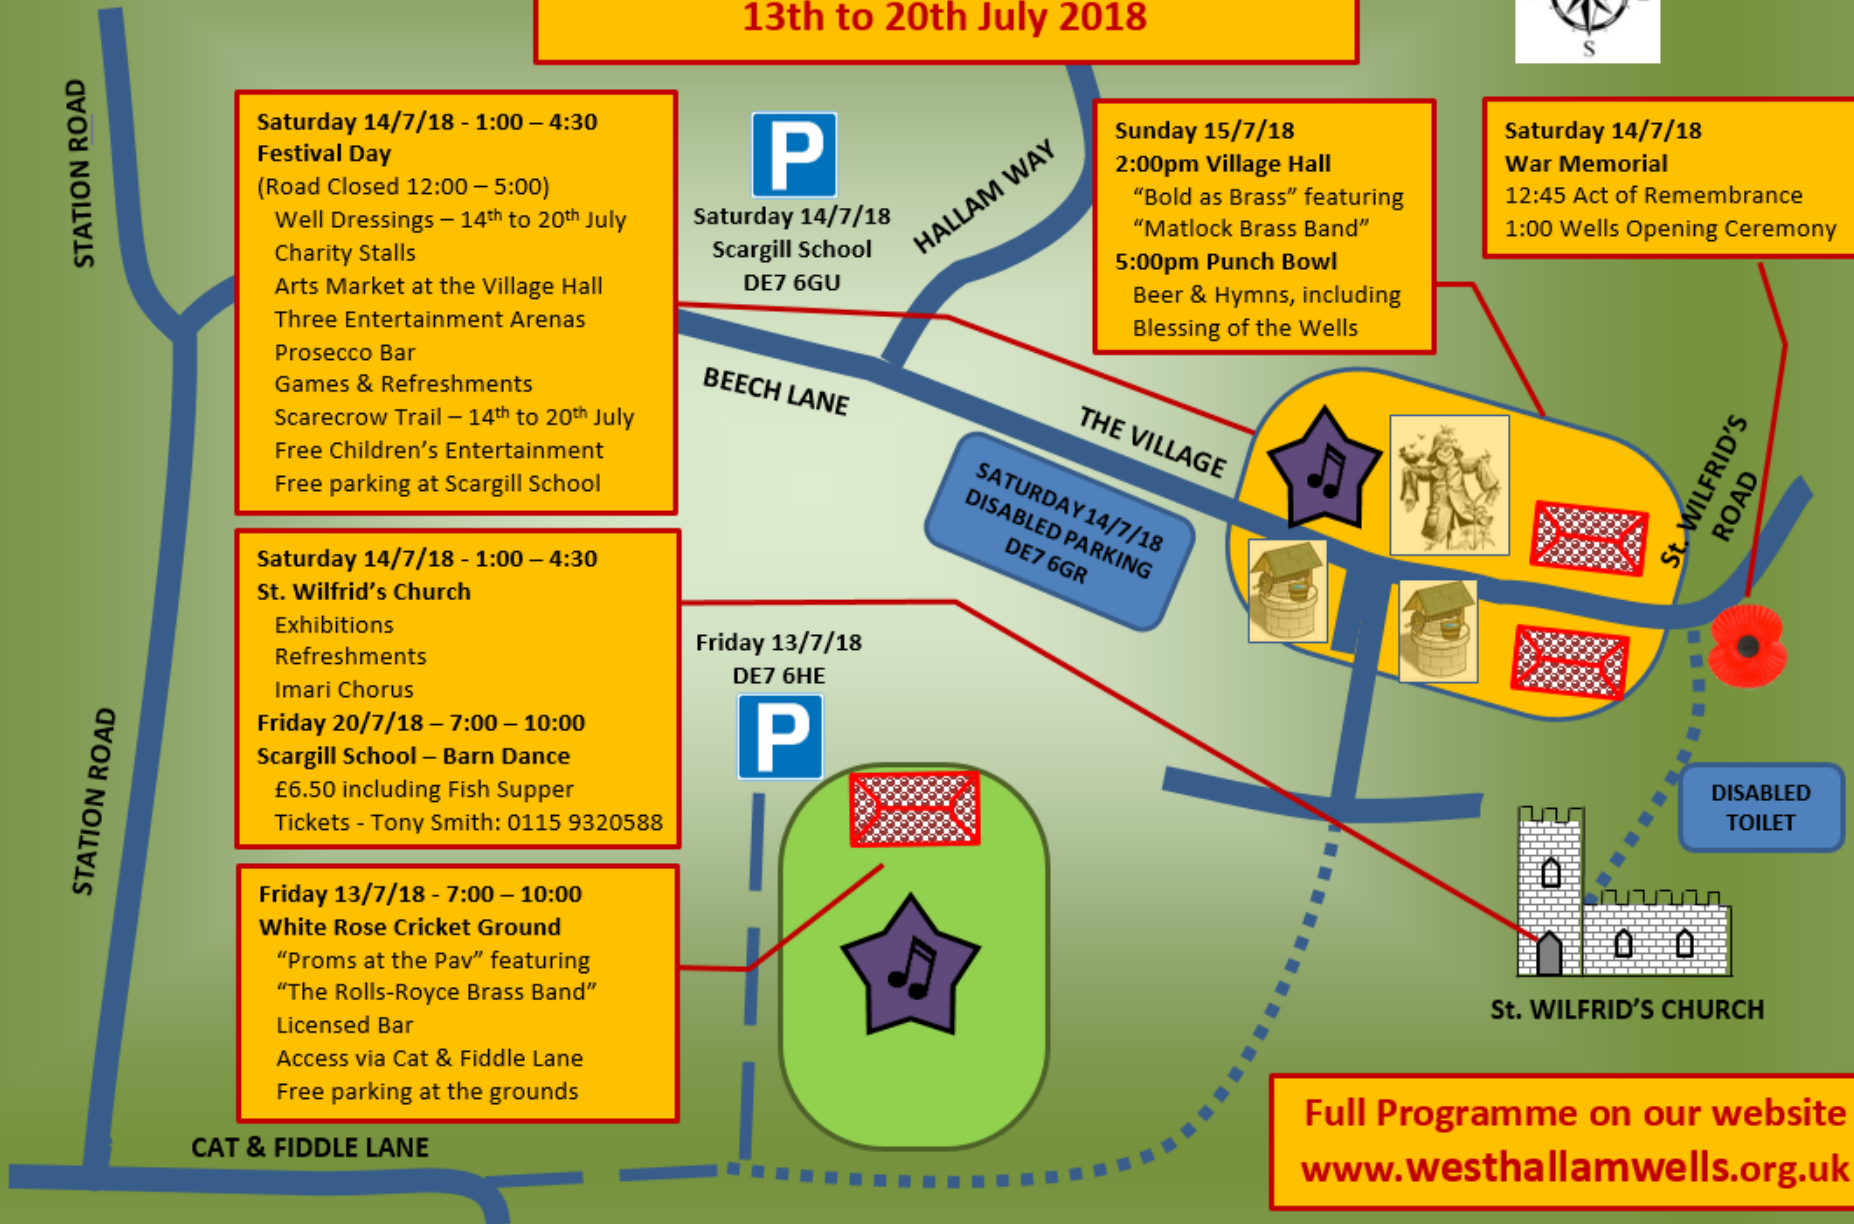 13th to 20th July 2018
S
STATION ROAD
Saturday 14/7/18 - 1:00 – 4:30
Festival Day
(Road Closed 12:00 – 5:00)
Well Dressings – 14th to 20th July
Charity Stalls
Arts Market at the Village Hall
Three Entertainment Arenas
Prosecco Bar
Games & Refreshments
Scarecrow Trail – 14th to 20th July
Free Children’s Entertainment
Free parking at Scargill School
P
Saturday 14/7/18
Scargill School
DE7 6GU
HALLAM WAY
Sunday 15/7/18
2:00pm Village Hall
“Bold as Brass” featuring
“Matlock Brass Band”
5:00pm Punch Bowl
Beer & Hymns, including
Blessing of the Wells
Saturday 14/7/18
War Memorial
12:45 Act of Remembrance
1:00 Wells Opening Ceremony
BEECH LANE
THE VILLAGE
SATURDAY 14/7/18
DISABLED PARKING
DE7 6GR
St. WILFRID’S
ROAD
Saturday 14/7/18 - 1:00 – 4:30
St. Wilfrid’s Church
Exhibitions
Refreshments
Imari Chorus
Friday 20/7/18 – 7:00 – 10:00
Scargill School – Barn Dance
£6.50 including Fish Supper
Tickets - Tony Smith: 0115 9320588
Friday 13/7/18
DE7 6HE
P
STATION ROAD
DISABLED
TOILET
Friday 13/7/18 - 7:00 – 10:00
White Rose Cricket Ground
“Proms at the Pav” featuring
“The Rolls-Royce Brass Band”
Licensed Bar
Access via Cat & Fiddle Lane
Free parking at the grounds
St. WILFRID’S CHURCH
CAT & FIDDLE LANE
Full Programme on our website
www.westhallamwells.org.uk